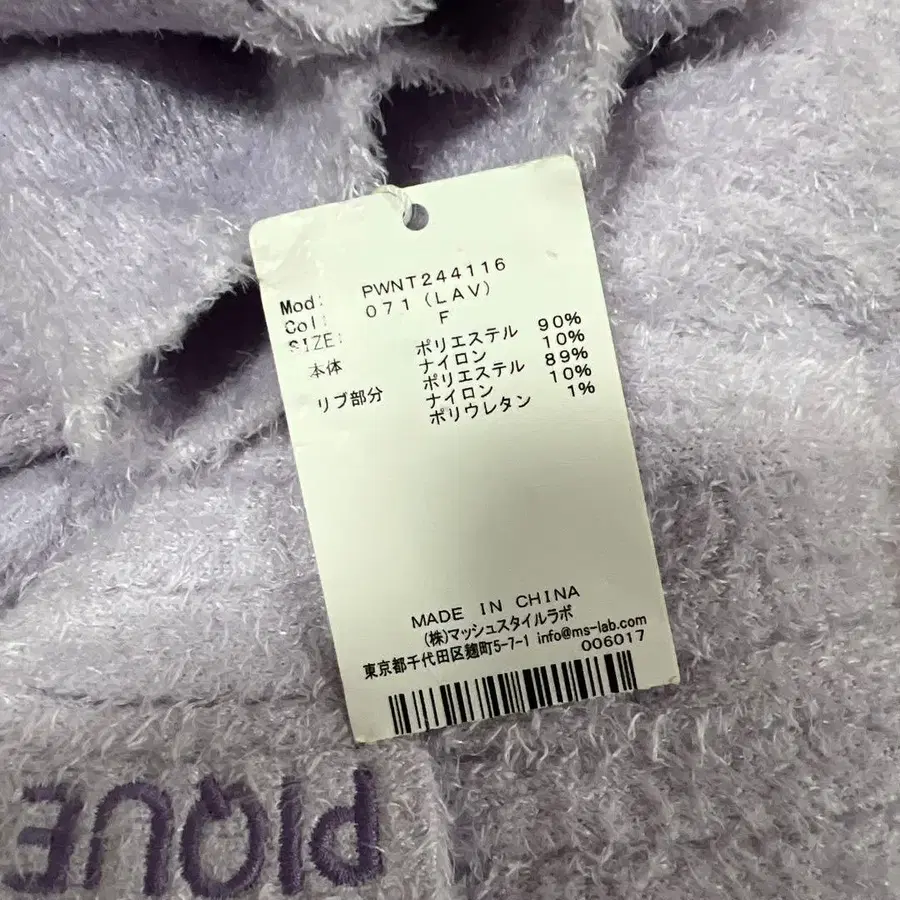 Mod: PWNT244116
Col: 071(LAV)
SIZE: F
本体 ポリエステル 90%
ナイロン 10%
リブ部分 ポリエステル 89%
ナイロン 10%
ポリウレタン 1%
MADE IN CHINA
(株)マッシュスタイルラボ
東京都千代田区麹町5-7-1 info@ms-lab.com
006017
PIQUE